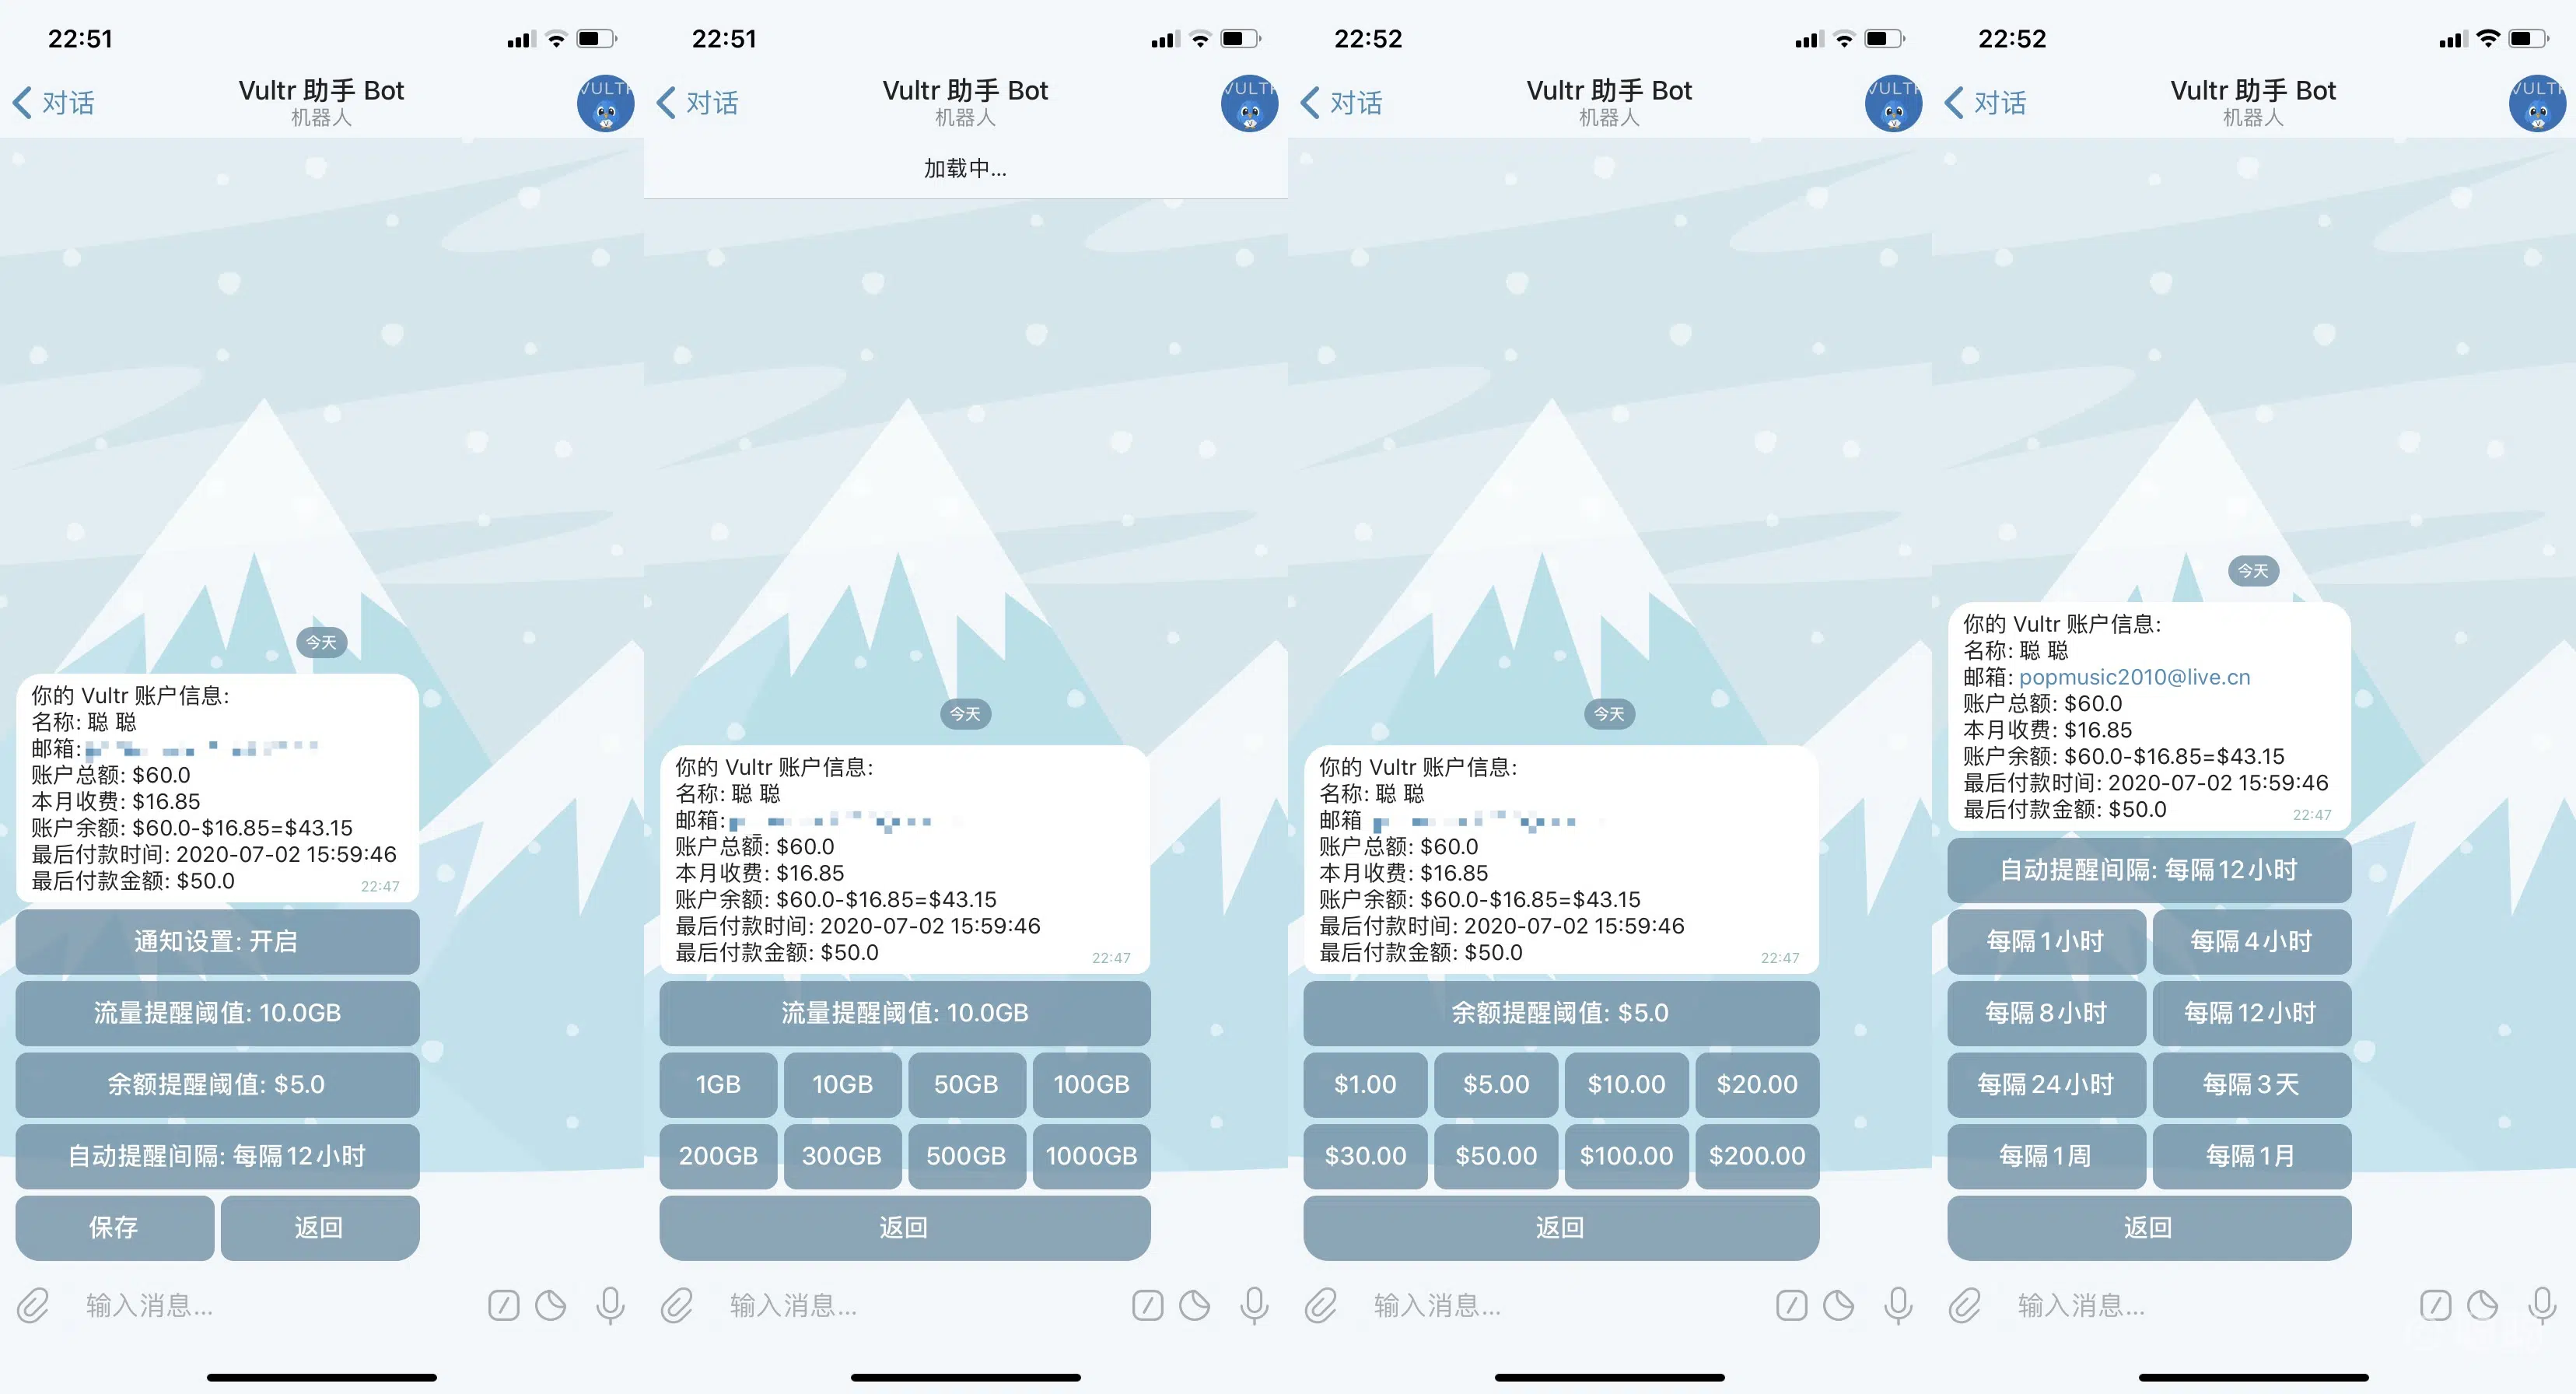 22:51
对话
Vultr 助手 Bot
机器人
VULTR
今天
你的 Vultr 账户信息:
名称: 聪 聪
邮箱:
账户总额: $60.0
本月收费: $16.85
账户余额: $60.0-$16.85=$43.15
最后付款时间: 2020-07-02 15:59:46
最后付款金额: $50.0
22:47
通知设置: 开启
流量提醒阈值: 10.0GB
余额提醒阈值: $5.0
自动提醒间隔: 每隔12小时
保存 返回
输入消息...
22:51
对话
Vultr 助手 Bot
机器人
VULTR
加载中...
今天
你的 Vultr 账户信息:
名称: 聪 聪
邮箱:
账户总额: $60.0
本月收费: $16.85
账户余额: $60.0-$16.85=$43.15
最后付款时间: 2020-07-02 15:59:46
最后付款金额: $50.0
22:47
流量提醒阈值: 10.0GB
1GB 10GB 50GB 100GB
200GB 300GB 500GB 1000GB
返回
输入消息...
22:52
对话
Vultr 助手 Bot
机器人
VULTR
今天
你的 Vultr 账户信息:
名称: 聪 聪
邮箱
账户总额: $60.0
本月收费: $16.85
账户余额: $60.0-$16.85=$43.15
最后付款时间: 2020-07-02 15:59:46
最后付款金额: $50.0
22:47
余额提醒阈值: $5.0
$1.00 $5.00 $10.00 $20.00
$30.00 $50.00 $100.00 $200.00
返回
输入消息...
22:52
对话
Vultr 助手 Bot
机器人
VULTR
今天
你的 Vultr 账户信息:
名称: 聪 聪
邮箱: popmusic2010@live.cn
账户总额: $60.0
本月收费: $16.85
账户余额: $60.0-$16.85=$43.15
最后付款时间: 2020-07-02 15:59:46
最后付款金额: $50.0
22:47
自动提醒间隔: 每隔12小时
每隔1小时 每隔4小时
每隔8小时 每隔12小时
每隔24小时 每隔3天
每隔1周 每隔1月
返回
输入消息...